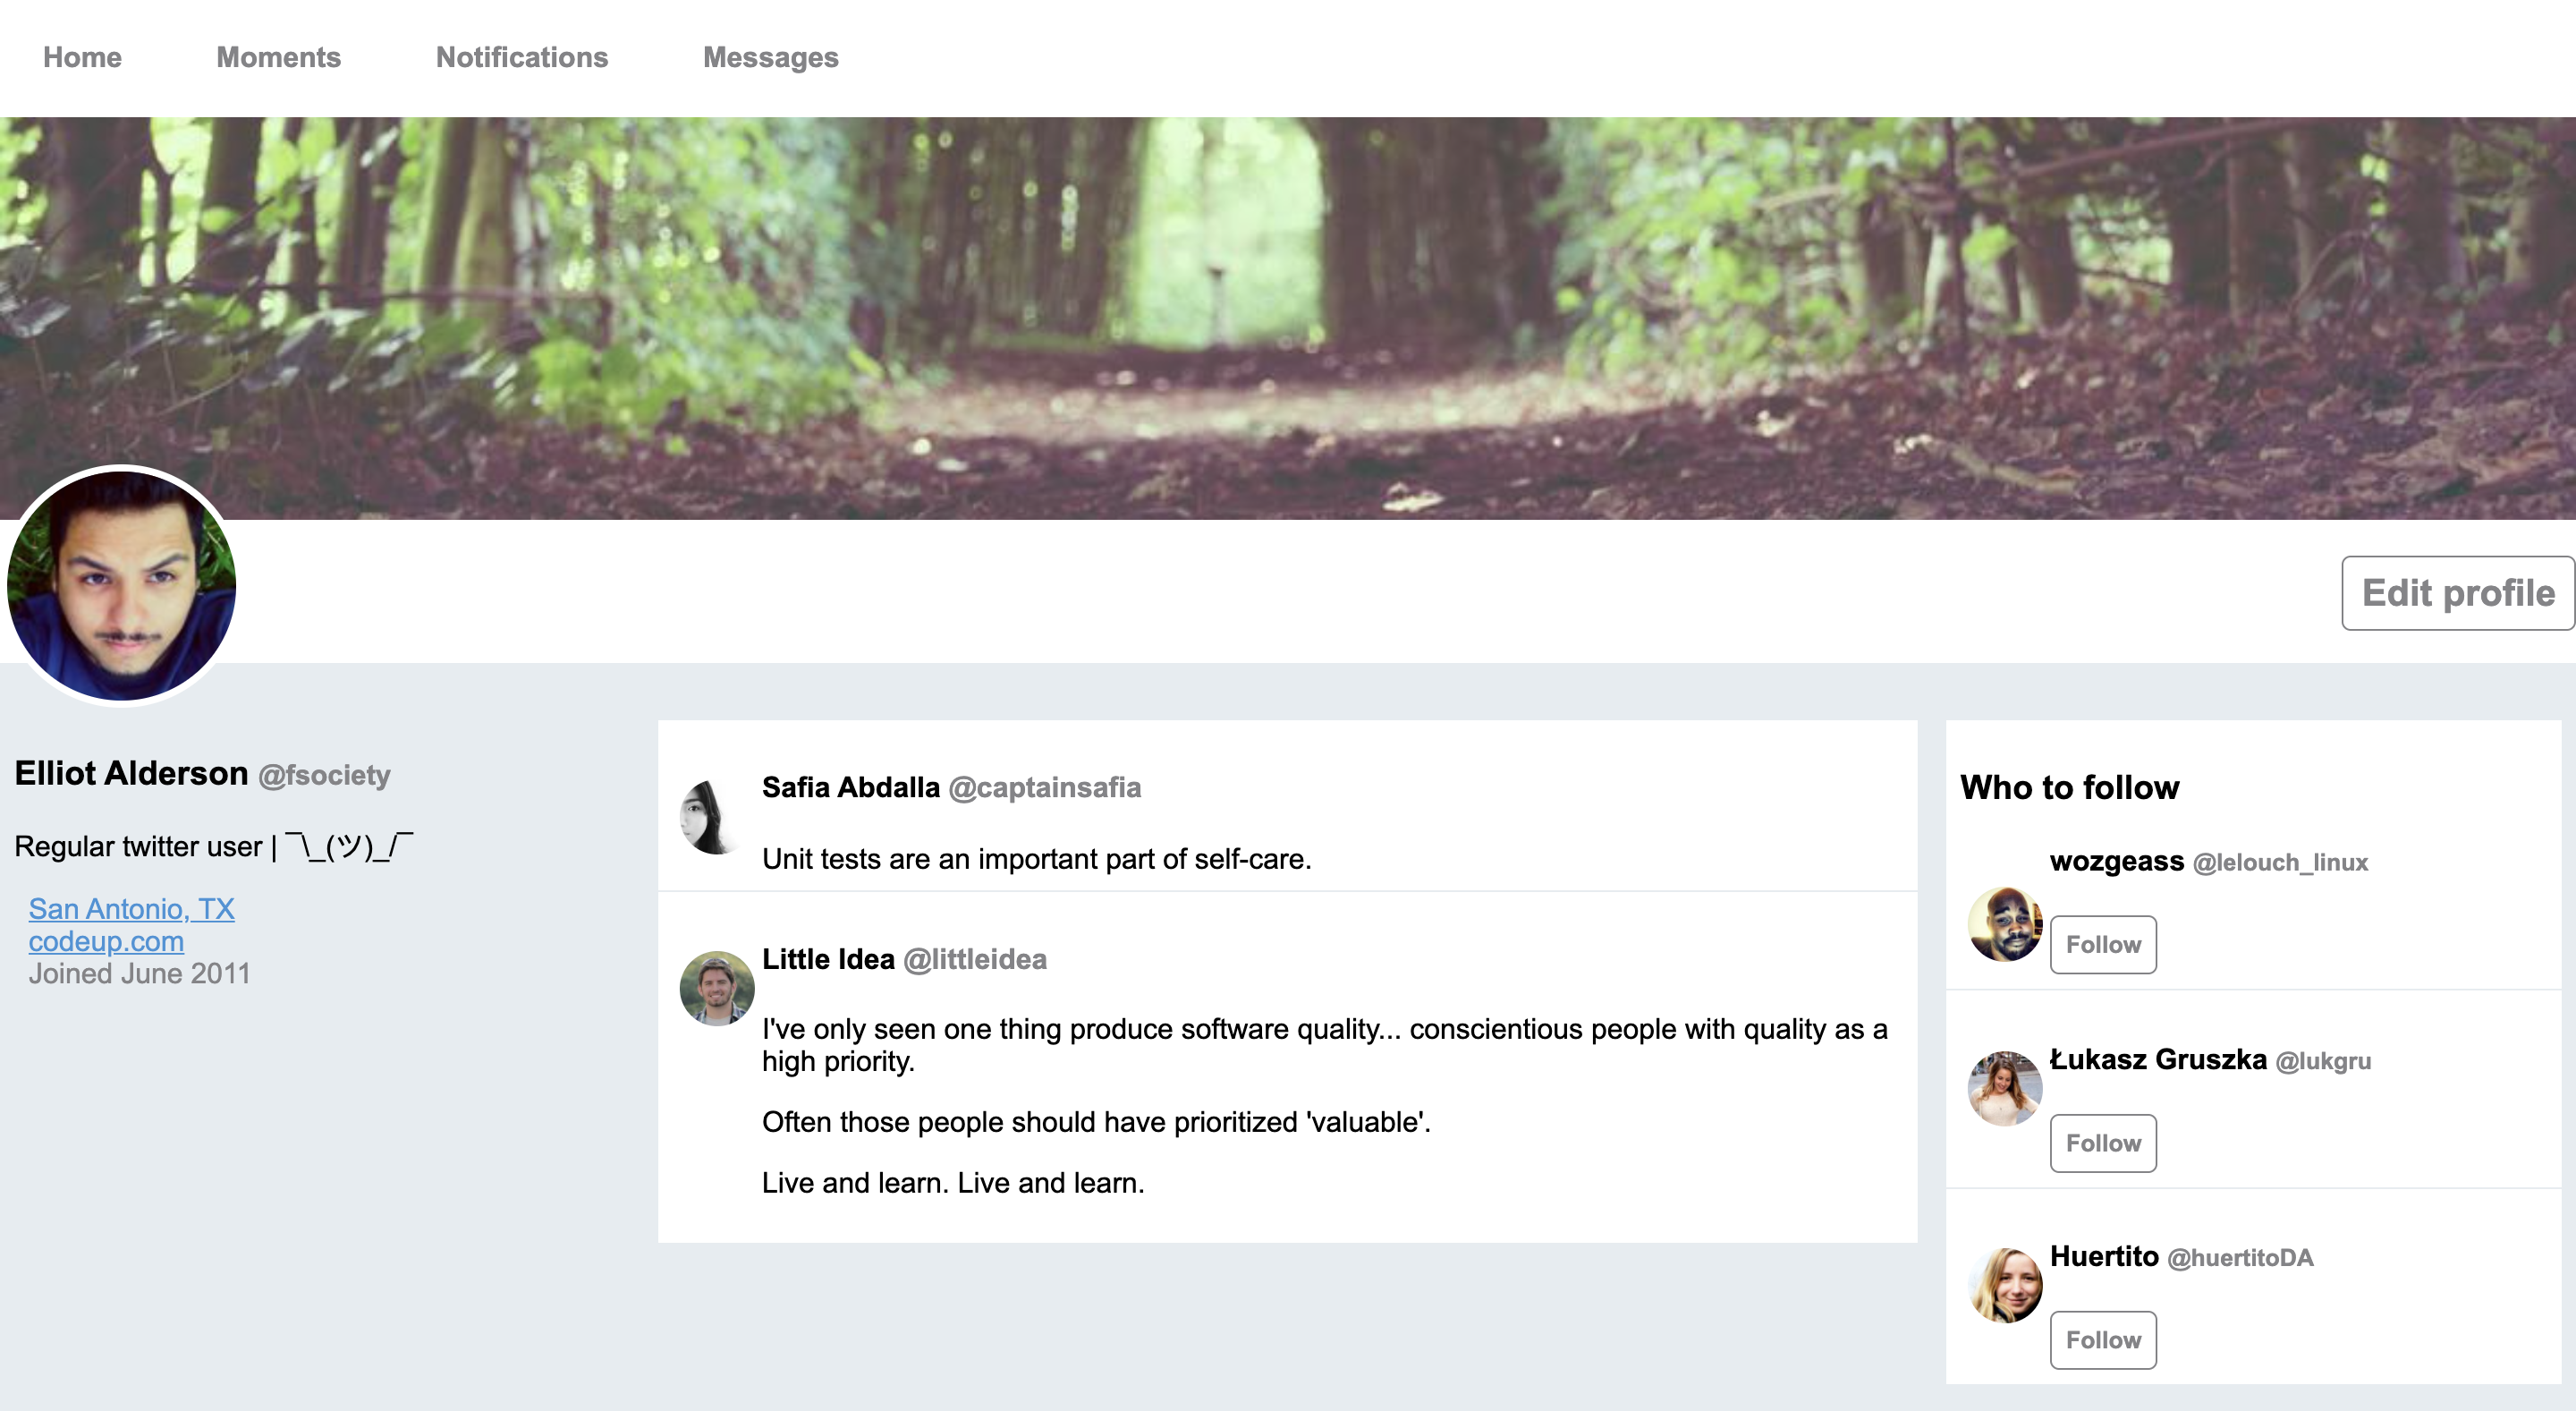 Home Moments Notifications Messages
Edit profile
Elliot Alderson @fsociety
Regular twitter user | ¯\_(ツ)_/¯
San Antonio, TX
codeup.com
Joined June 2011
Safia Abdalla @captainsafia
Unit tests are an important part of self-care.
Little Idea @littleidea
I've only seen one thing produce software quality... conscientious people with quality as a
high priority.
Often those people should have prioritized 'valuable'.
Live and learn. Live and learn.
Who to follow
wozgeass @lelouch_linux
Follow
Łukasz Gruszka @lukgru
Follow
Huertito @huertitoDA
Follow